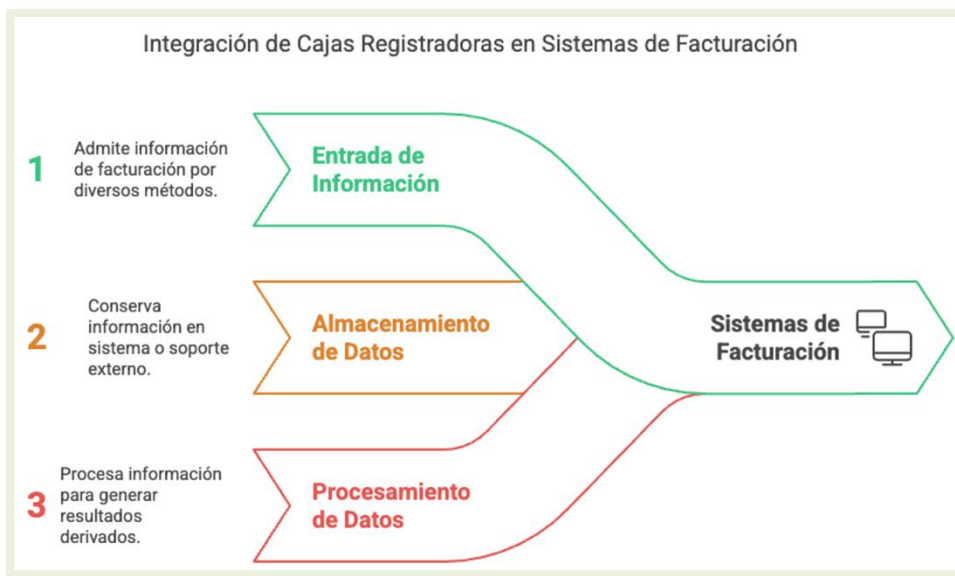 Integración de Cajas Registradoras en Sistemas de Facturación
1
Admite información
de facturación por
diversos métodos.
Entrada de
Información
2
Conserva
información en
sistema o soporte
externo.
Almacenamiento
de Datos
Sistemas de
Facturación
3
Procesa información
para generar
resultados
derivados.
Procesamiento
de Datos